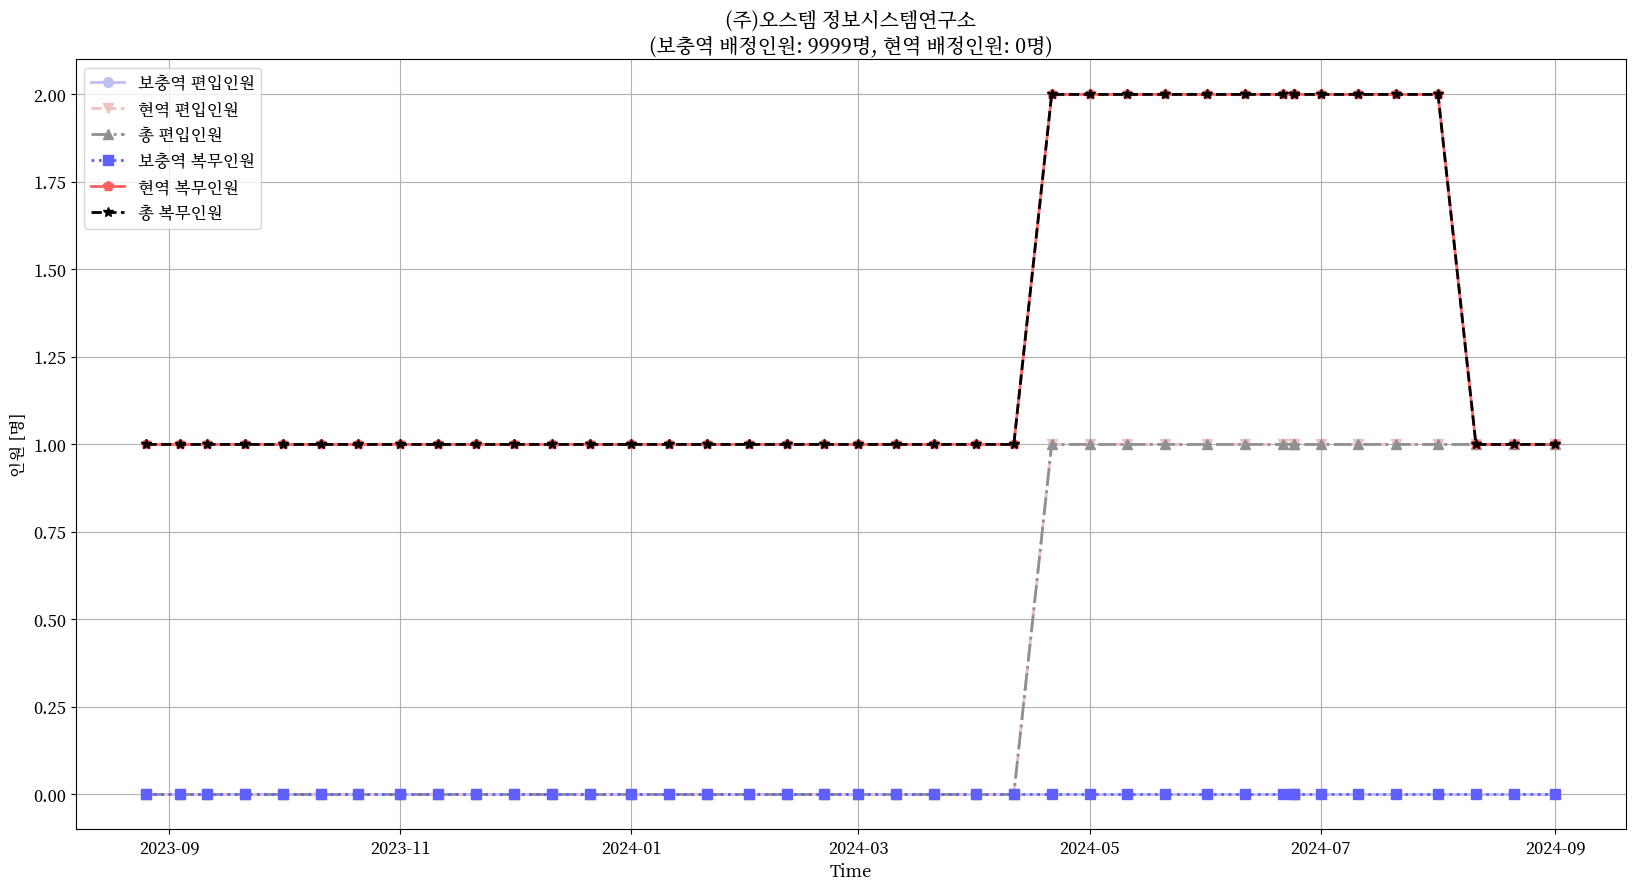 (주)오스템 정보시스템연구소
(보충역 배정인원: 9999명, 현역 배정인원: 0명)
보충역 편입인원
현역 편입인원
총 편입인원
보충역 복무인원
현역 복무인원
총 복무인원
2.00
1.75
1.50
1.25
1.00
0.75
0.50
0.25
0.00
인원 [명]
2023-09
2023-11
2024-01
2024-03
2024-05
2024-07
2024-09
Time